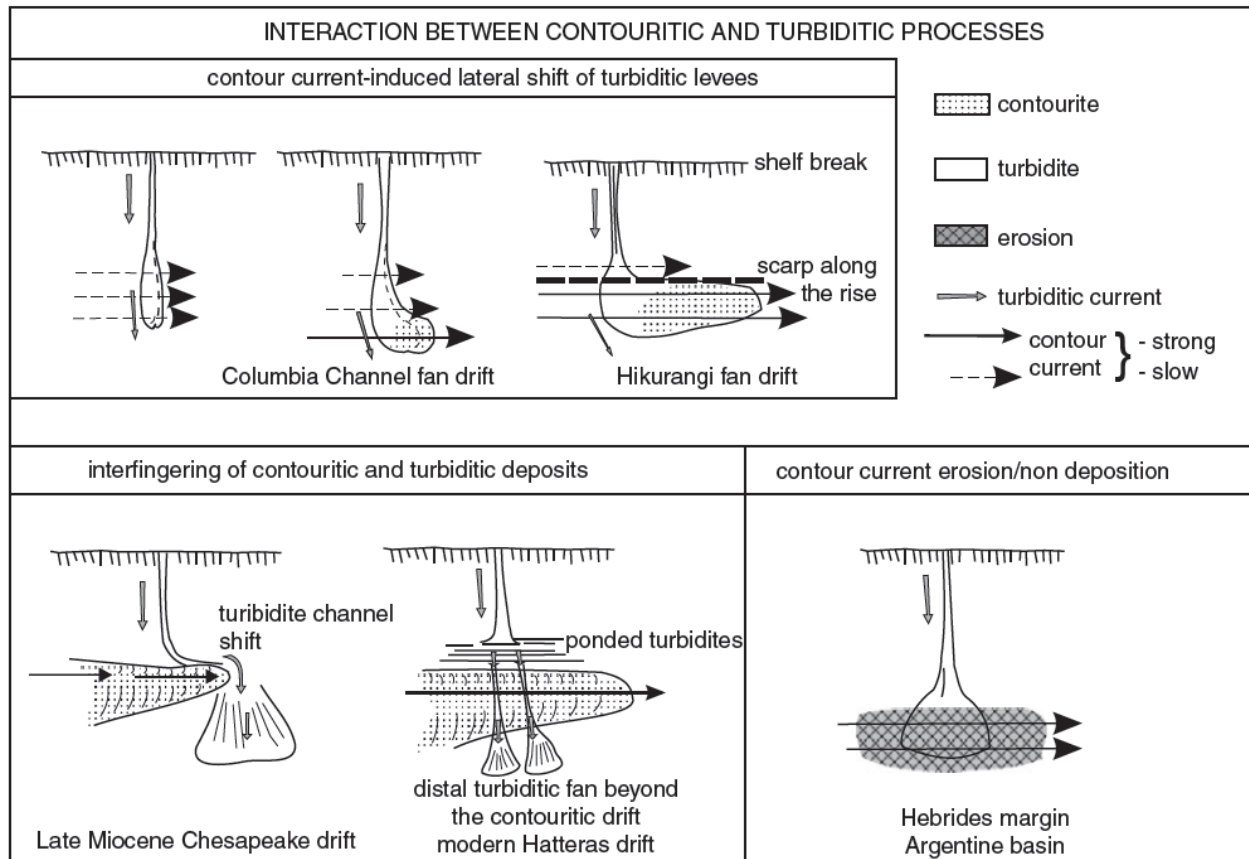 INTERACTION BETWEEN CONTOURITIC AND TURBIDITIC PROCESSES
contour current-induced lateral shift of turbiditic levees
shelf break
scarp along
the rise
Columbia Channel fan drift
Hikurangi fan drift
contourite
turbidite
erosion
turbiditic current
contour
current
} - strong
- slow
interfingering of contouritic and turbiditic deposits
turibidite channel
shift
Late Miocene Chesapeake drift
ponded turbidites
distal turbiditic fan beyond
the contouritic drift
modern Hatteras drift
contour current erosion/non deposition
Hebrides margin
Argentine basin